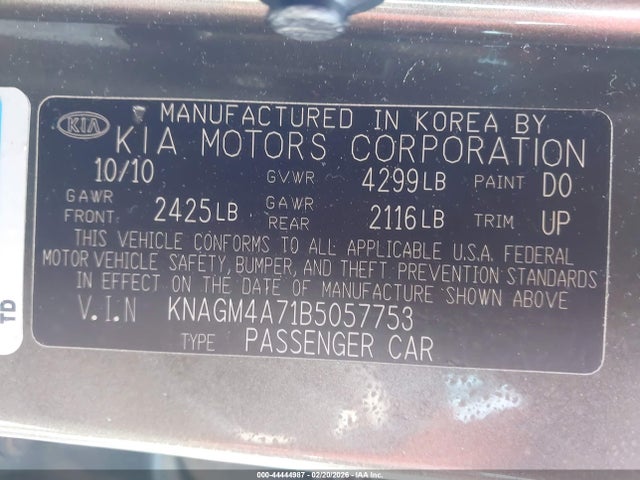 KIA
MANUFACTURED IN KOREA BY
KIA MOTORS CORPORATION
10/10 GVWR 4299LB PAINT D0
GAWR FRONT: 2425LB GAWR REAR 2116LB TRIM UP
THIS VEHICLE CONFORMS TO ALL APPLICABLE U.S.A. FEDERAL
MOTOR VEHICLE SAFETY, BUMPER, AND THEFT PREVENTION STANDARDS
IN EFFECT ON THE DATE OF MANUFACTURE SHOWN ABOVE
V.I.N KNAGM4A71B5057753
TYPE PASSENGER CAR
TD
000-44444987 - 02/20/2026 - © IAA, Inc.